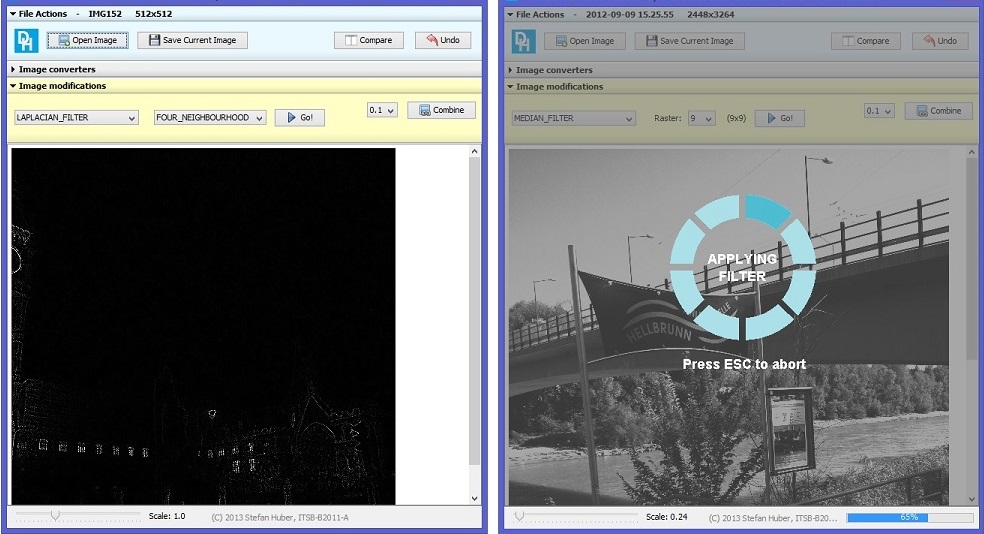 File Actions - IMG152 512x512
DH Open Image Save Current Image Compare Undo
Image converters
Image modifications
LAPLACIAN_FILTER FOUR_NEIGHBOURHOOD Go! 0.1 Combine
Scale: 1.0 (C) 2013 Stefan Huber, ITSB-B2011-A
File Actions - 2012-09-09 15.25.55 2448x3264
DH Open Image Save Current Image Compare Undo
Image converters
Image modifications
MEDIAN_FILTER Raster: 9 (9x9) Go! 0.1 Combine
APPLYING
FILTER
HELLBRUNN
Press ESC to abort
Scale: 0.24 (C) 2013 Stefan Huber, ITSB-B20... 65%